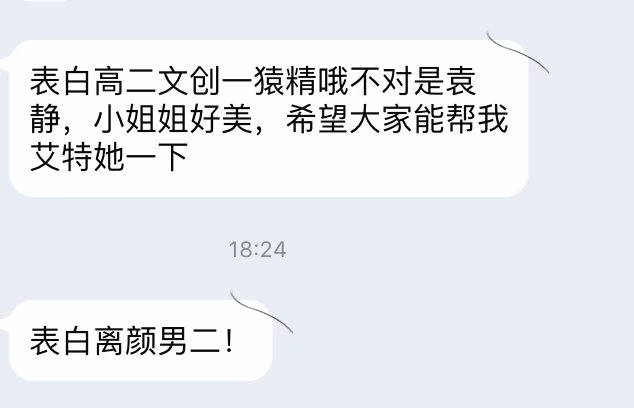 表白高二文创一猿精哦不对是袁
静，小姐姐好美，希望大家能帮我
艾特她一下
18:24
表白离颜男二！